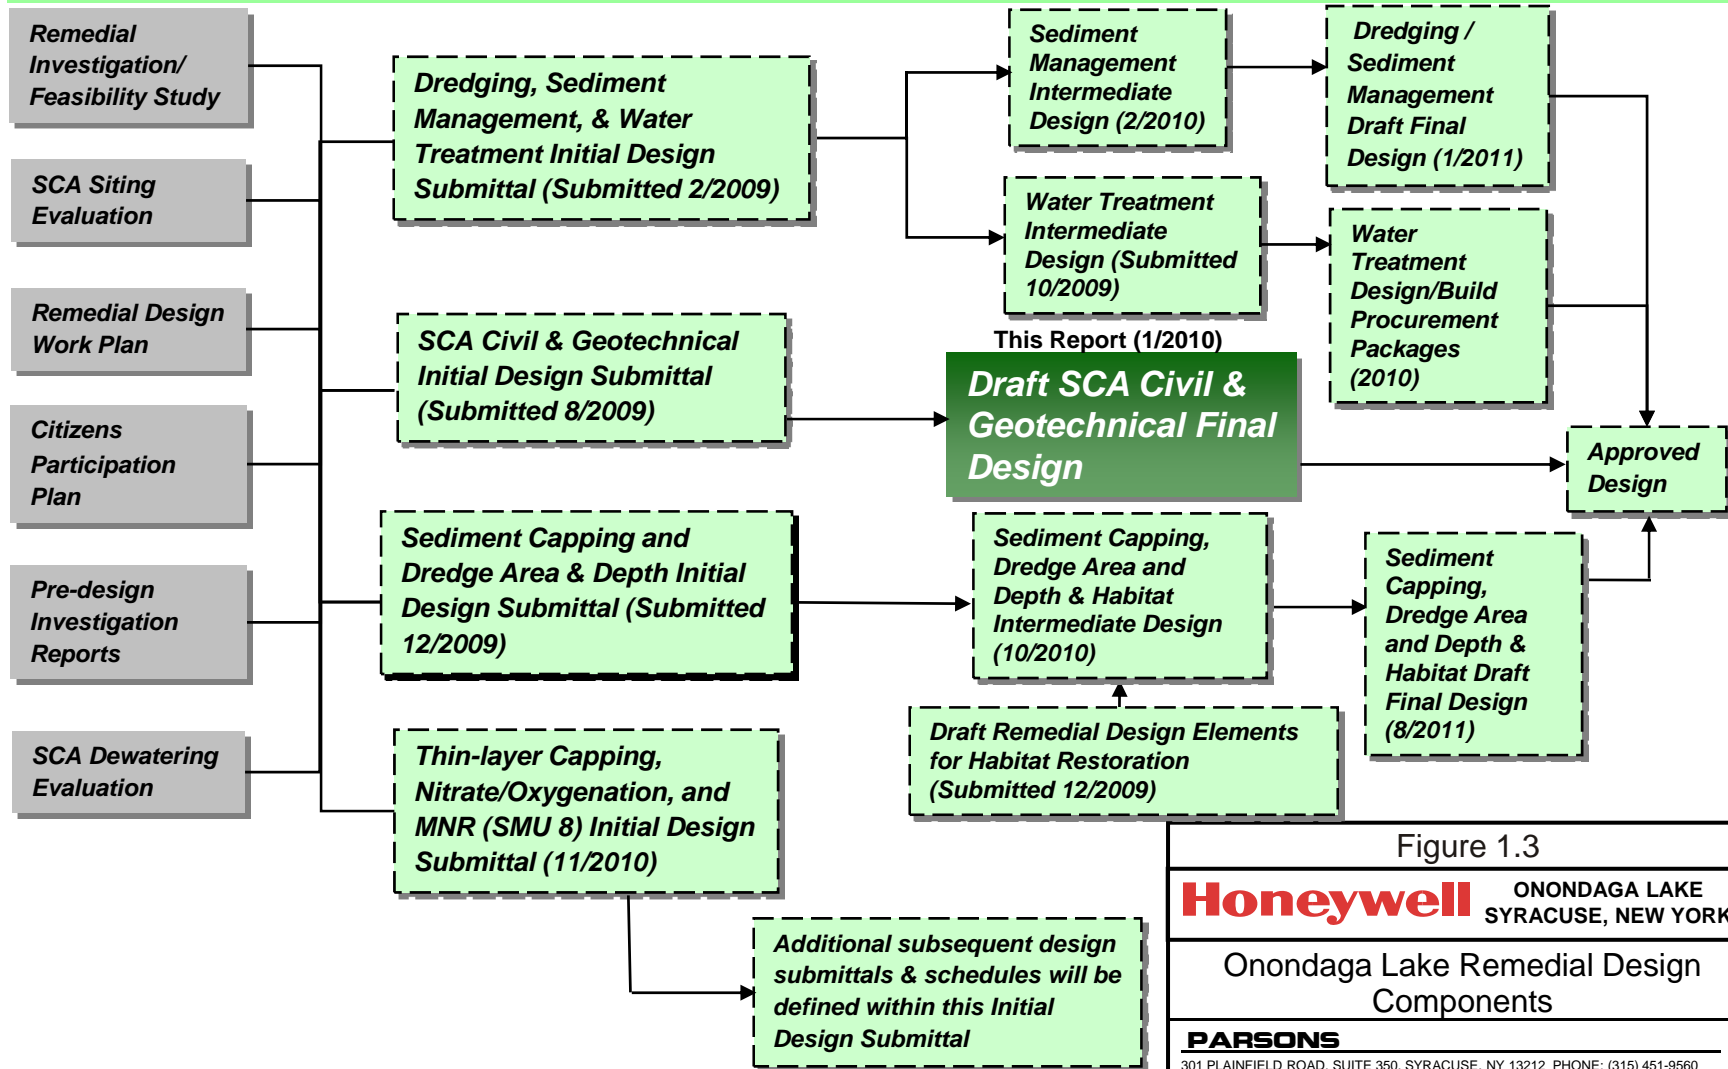 Remedial
Investigation/
Feasibility Study
SCA Siting
Evaluation
Remedial Design
Work Plan
Citizens
Participation
Plan
Pre-design
Investigation
Reports
SCA Dewatering
Evaluation
Dredging, Sediment
Management, & Water
Treatment Initial Design
Submittal (Submitted 2/2009)
SCA Civil & Geotechnical
Initial Design Submittal
(Submitted 8/2009)
Sediment Capping and
Dredge Area & Depth Initial
Design Submittal (Submitted
12/2009)
Thin-layer Capping,
Nitrate/Oxygenation, and
MNR (SMU 8) Initial Design
Submittal (11/2010)
Additional subsequent design
submittals & schedules will be
defined within this Initial
Design Submittal
Sediment
Management
Intermediate
Design (2/2010)
Water Treatment
Intermediate
Design (Submitted
10/2009)
This Report (1/2010)
Draft SCA Civil &
Geotechnical Final
Design
Sediment Capping,
Dredge Area and
Depth & Habitat
Intermediate Design
(10/2010)
Draft Remedial Design Elements
for Habitat Restoration
(Submitted 12/2009)
Dredging /
Sediment
Management
Draft Final
Design (1/2011)
Water
Treatment
Design/Build
Procurement
Packages
(2010)
Approved
Design
Sediment
Capping,
Dredge Area
and Depth &
Habitat Draft
Final Design
(8/2011)
Figure 1.3
Honeywell
ONONDAGA LAKE
SYRACUSE, NEW YORK
Onondaga Lake Remedial Design
Components
PARSONS
301 PLAINFIELD ROAD, SUITE 350, SYRACUSE, NY 13212 PHONE: (315) 451-9560